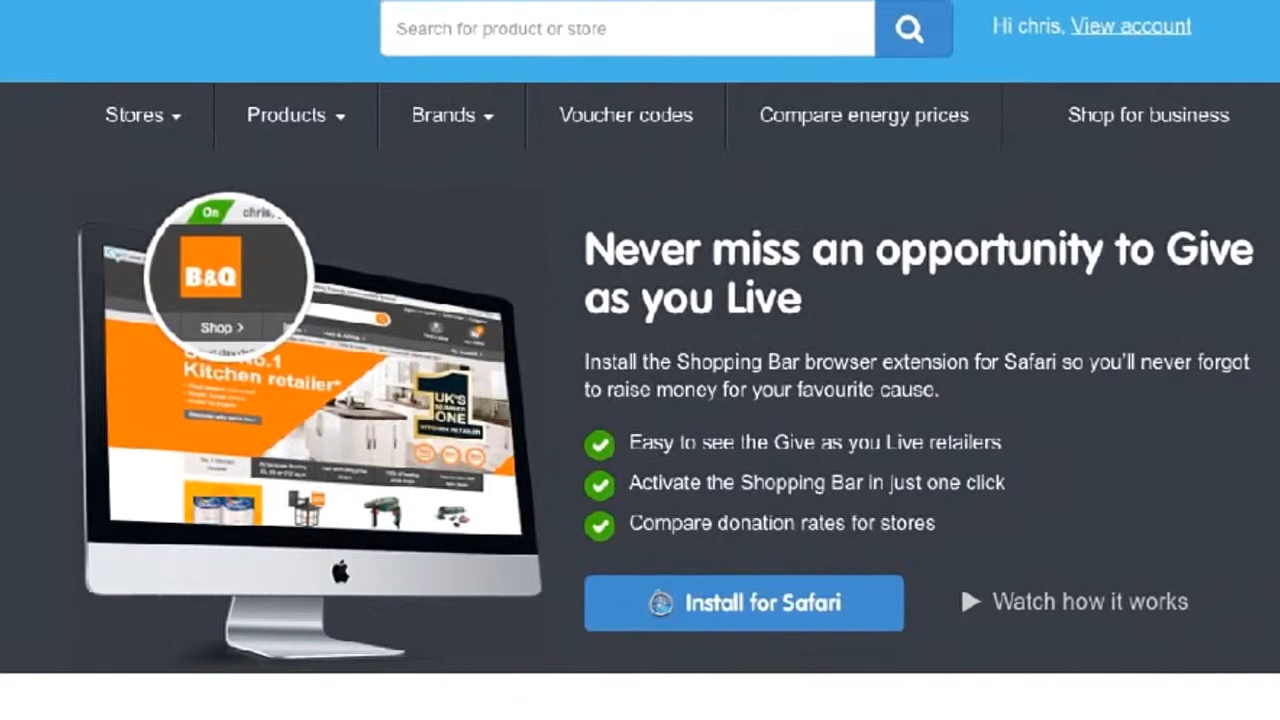 Search for product or store
Hi chris, View account
Stores
Products
Brands
Voucher codes
Compare energy prices
Shop for business
On
chris,
B&Q
Shop >
No.1
Kitchen retailer*
UK'S
NUMBER
ONE
KITCHEN RETAILER
Never miss an opportunity to Give
as you Live
Install the Shopping Bar browser extension for Safari so you'll never forget
to raise money for your favourite cause.
Easy to see the Give as you Live retailers
Activate the Shopping Bar in just one click
Compare donation rates for stores
Install for Safari
Watch how it works